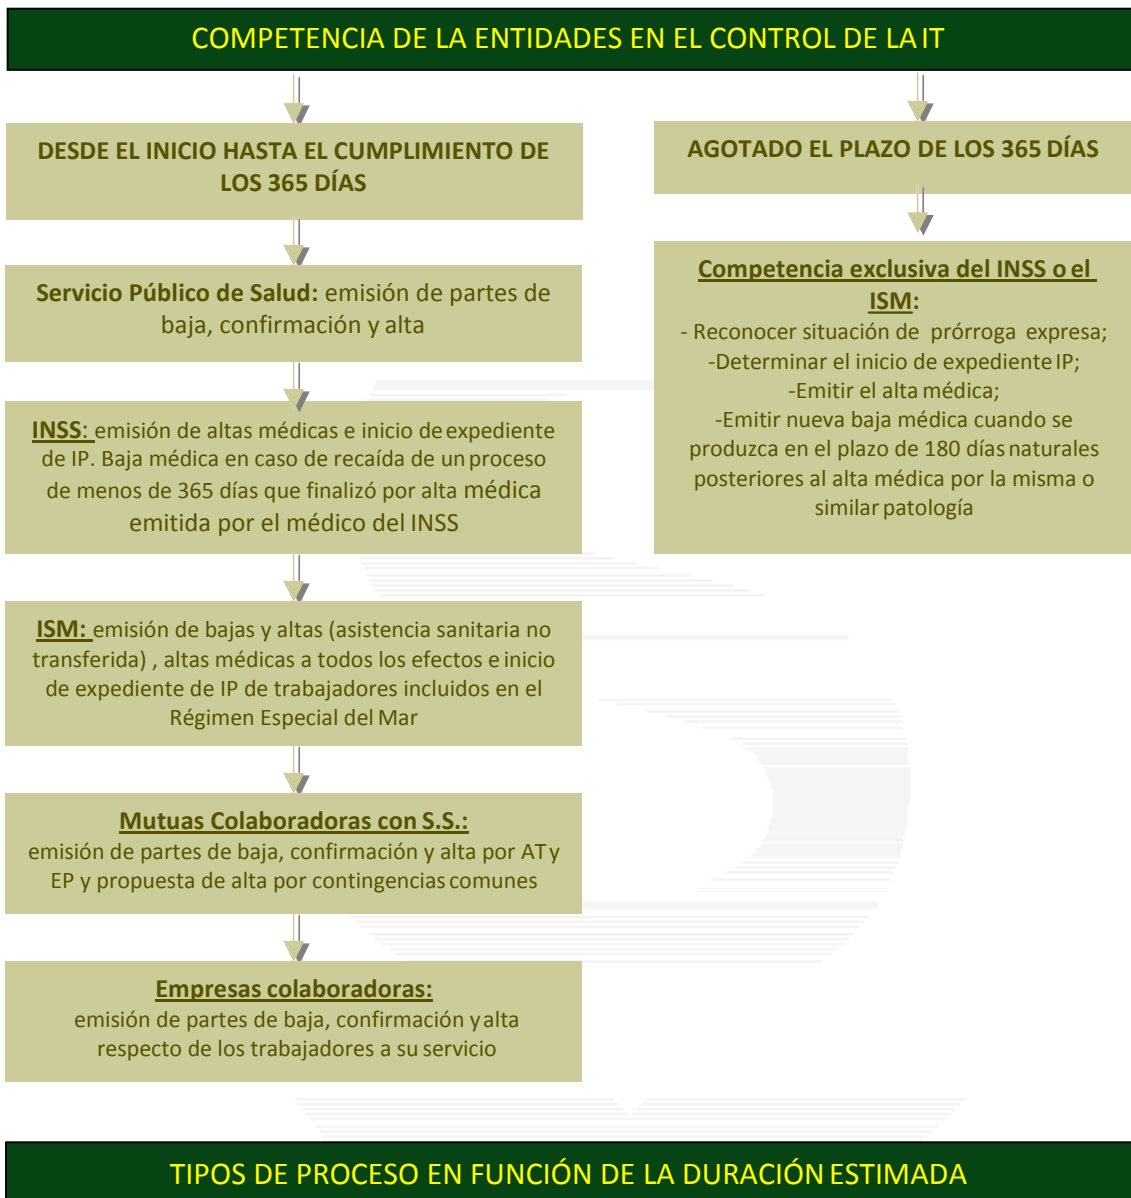 COMPETENCIA DE LA ENTIDADES EN EL CONTROL DE LA IT
DESDE EL INICIO HASTA EL CUMPLIMIENTO DE
LOS 365 DÍAS
Servicio Público de Salud: emisión de partes de
baja, confirmación y alta
INSS: emisión de altas médicas e inicio de expediente
de IP. Baja médica en caso de recaída de un proceso
de menos de 365 días que finalizó por alta médica
emitida por el médico del INSS
ISM: emisión de bajas y altas (asistencia sanitaria no
transferida) , altas médicas a todos los efectos e inicio
de expediente de IP de trabajadores incluidos en el
Régimen Especial del Mar
Mutuas Colaboradoras con S.S.:
emisión de partes de baja, confirmación y alta por AT y
EP y propuesta de alta por contingencias comunes
Empresas colaboradoras:
emisión de partes de baja, confirmación y alta
respecto de los trabajadores a su servicio
AGOTADO EL PLAZO DE LOS 365 DÍAS
Competencia exclusiva del INSS o el
ISM:
- Reconocer situación de prórroga expresa;
-Determinar el inicio de expediente IP;
-Emitir el alta médica;
-Emitir nueva baja médica cuando se
produzca en el plazo de 180 días naturales
posteriores al alta médica por la misma o
similar patología
TIPOS DE PROCESO EN FUNCIÓN DE LA DURACIÓN ESTIMADA